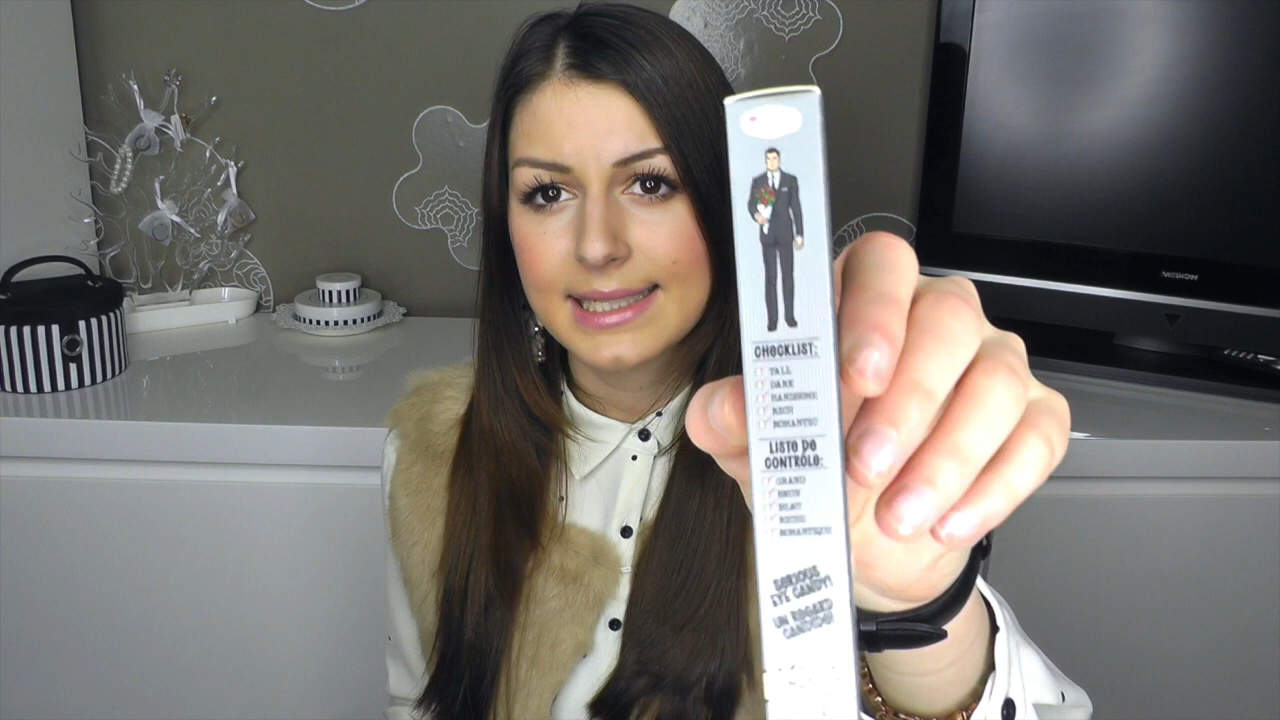 MEDION
CHECKLIST:
TALL
DARK
HANDSOME
RICH
ROMANTIC
LISTE DE
CONTRÔLE:
GRAND
BRUN
BEAU
RICHE
ROMANTIQUE
SERIOUS
EYE CANDY!
UN REGARD
CANDIDE!